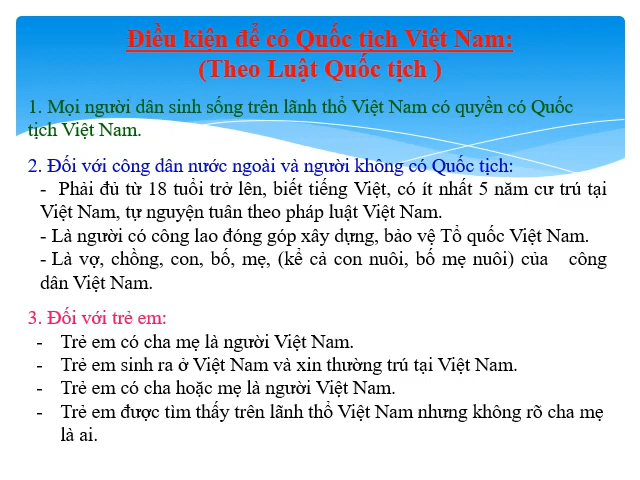 Điều kiện để có Quốc tịch Việt Nam:
(Theo Luật Quốc tịch )
1. Mọi người dân sinh sống trên lãnh thổ Việt Nam có quyền có Quốc
tịch Việt Nam.
2. Đối với công dân nước ngoài và người không có Quốc tịch:
- Phải đủ từ 18 tuổi trở lên, biết tiếng Việt, có ít nhất 5 năm cư trú tại
Việt Nam, tự nguyện tuân theo pháp luật Việt Nam.
- Là người có công lao đóng góp xây dựng, bảo vệ Tổ quốc Việt Nam.
- Là vợ, chồng, con, bố, mẹ, (kể cả con nuôi, bố mẹ nuôi) của công
dân Việt Nam.
3. Đối với trẻ em:
- Trẻ em có cha mẹ là người Việt Nam.
- Trẻ em sinh ra ở Việt Nam và xin thường trú tại Việt Nam.
- Trẻ em có cha hoặc mẹ là người Việt Nam.
- Trẻ em được tìm thấy trên lãnh thổ Việt Nam nhưng không rõ cha mẹ
là ai.